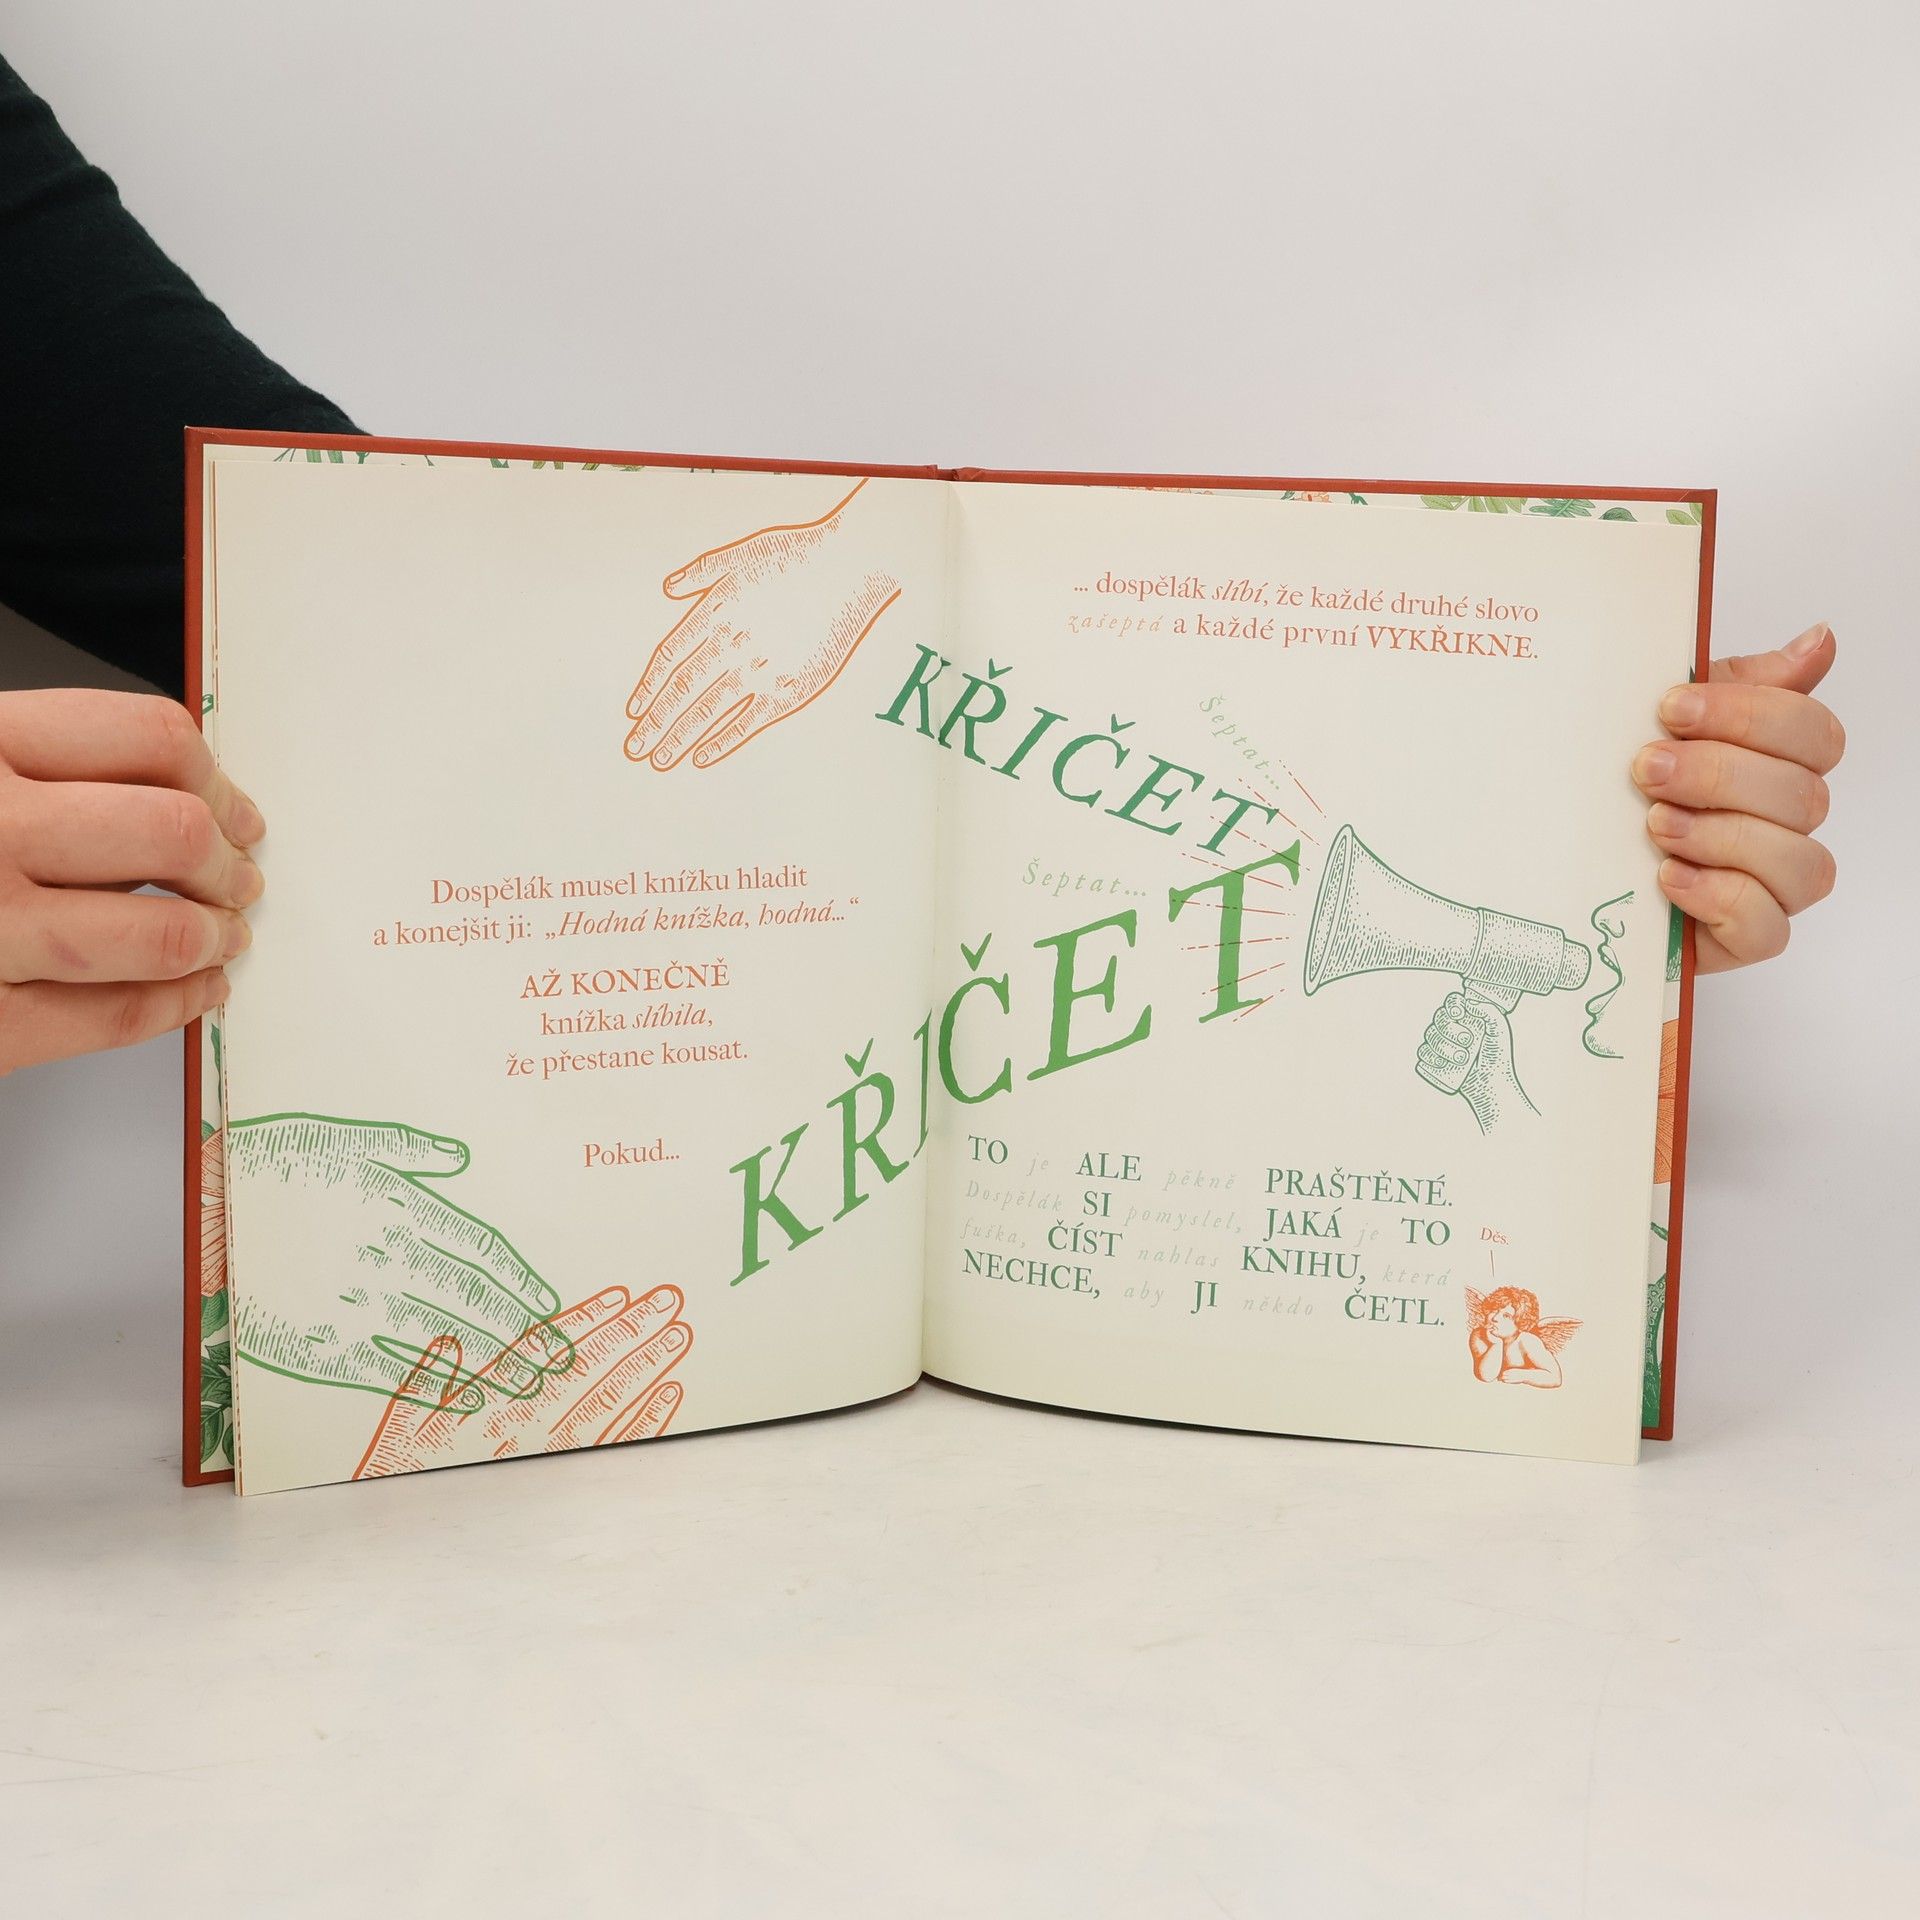 Dospělák musel knížku hladit
a konejšit ji: „Hodná knížka, hodná...“
AŽ KONEČNĚ
knížka slíbila,
že přestane kousat.
Pokud...
... dospělák slíbí, že každé druhé slovo
zašeptá a každé první VYKŘIKNE.
KŘIČET
Šeptat...
Šeptat...
KŘIČET
TO je ALE pěkně PRAŠTĚNÉ.
Dospělák SI pomyslel, JAKÁ je TO
fuška, ČÍST nahlas KNIHU, která
NECHCE, aby JI někdo ČETL.
Děs.